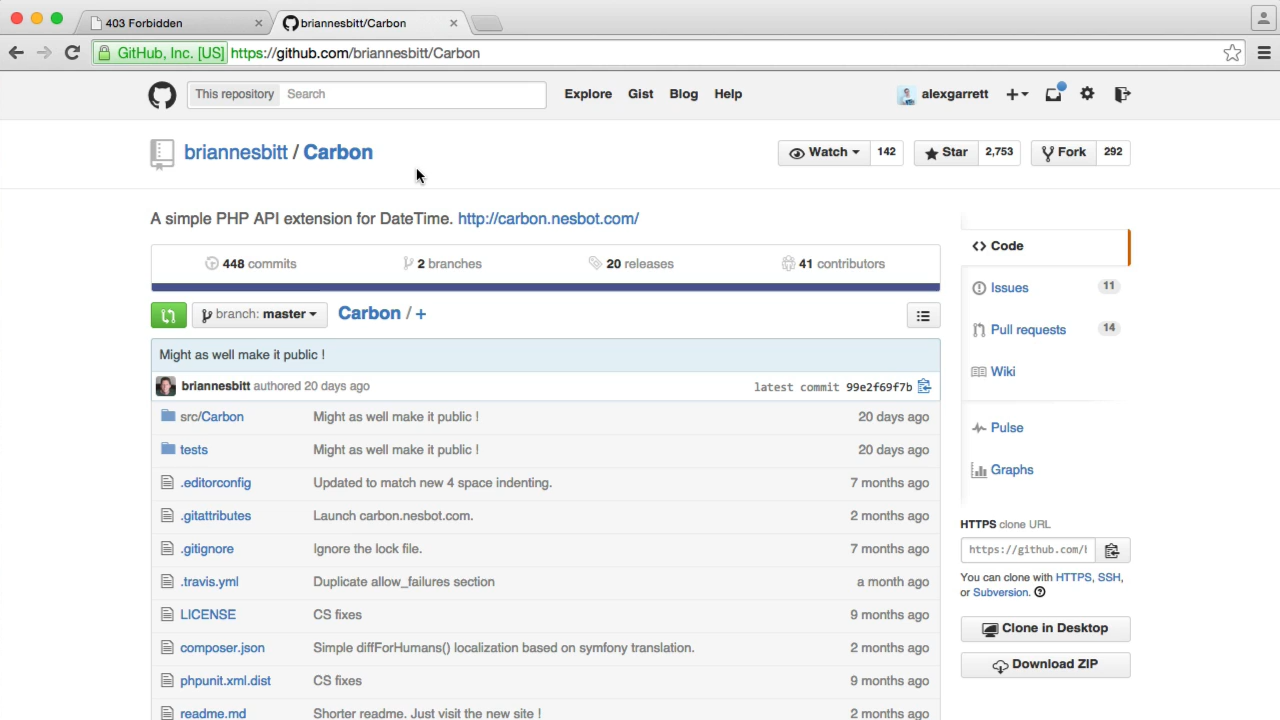 403 Forbidden
briannesbitt/Carbon
GitHub, Inc. [US] https://github.com/briannesbitt/Carbon
This repository Search Explore Gist Blog Help alexgarrett
briannesbitt / Carbon Watch 142 Star 2,753 Fork 292
A simple PHP API extension for DateTime. http://carbon.nesbot.com/
448 commits 2 branches 20 releases 41 contributors
branch: master Carbon / +
Might as well make it public !
briannesbitt authored 20 days ago latest commit 99e2f69f7b
src/Carbon Might as well make it public ! 20 days ago
tests Might as well make it public ! 20 days ago
.editorconfig Updated to match new 4 space indenting. 7 months ago
.gitattributes Launch carbon.nesbot.com. 2 months ago
.gitignore Ignore the lock file. 7 months ago
.travis.yml Duplicate allow_failures section a month ago
LICENSE CS fixes 9 months ago
composer.json Simple diffForHumans() localization based on symfony translation. 2 months ago
phpunit.xml.dist CS fixes 9 months ago
readme.md Shorter readme. Just visit the new site ! 2 months ago
<> Code
Issues 11
Pull requests 14
Wiki
Pulse
Graphs
HTTPS clone URL
https://github.com/
You can clone with HTTPS, SSH,
or Subversion.
Clone in Desktop
Download ZIP